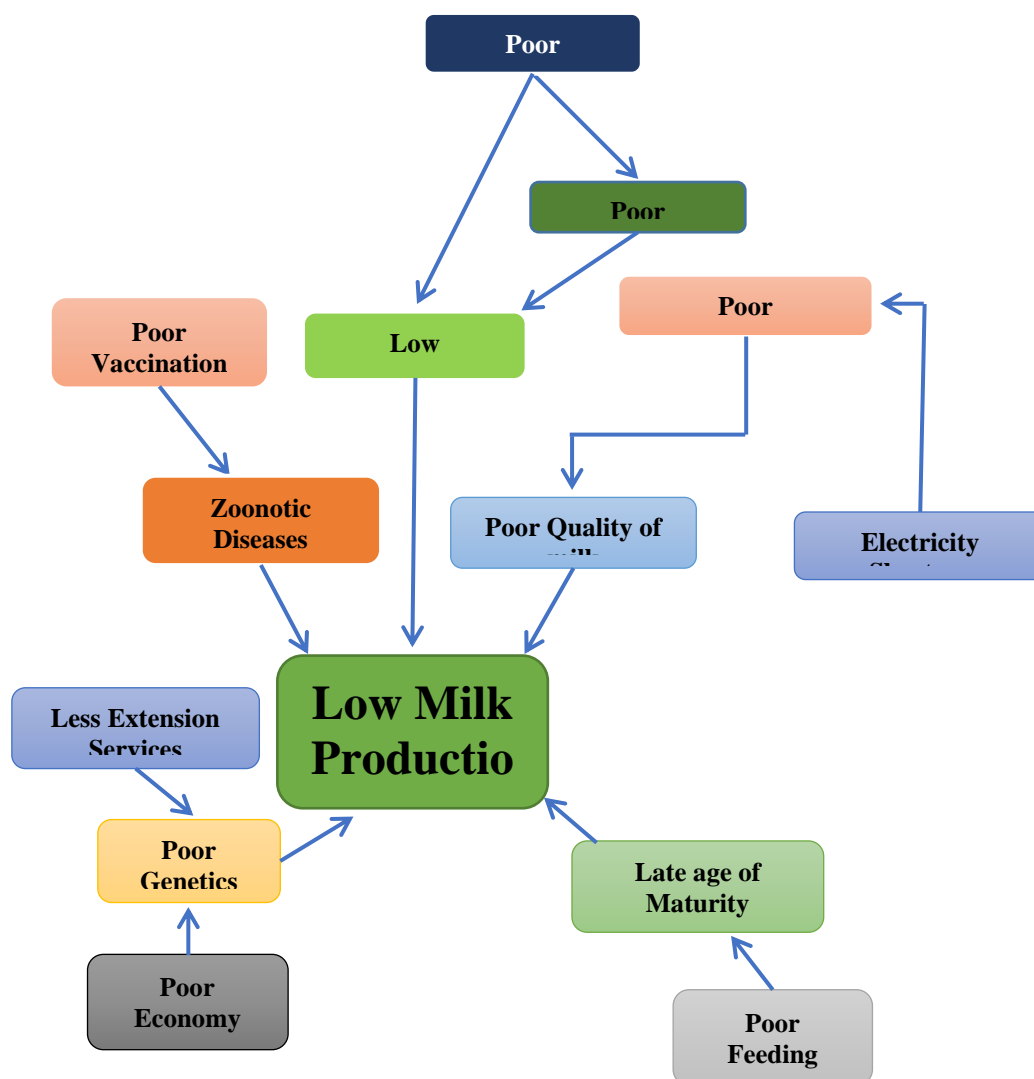 Poor
Poor
Poor
Low
Poor
Vaccination
Zoonotic
Diseases
Poor Quality of
milk
Electricity
Low Milk
Productio
Less Extension
Services
Poor
Genetics
Late age of
Maturity
Poor
Economy
Poor
Feeding